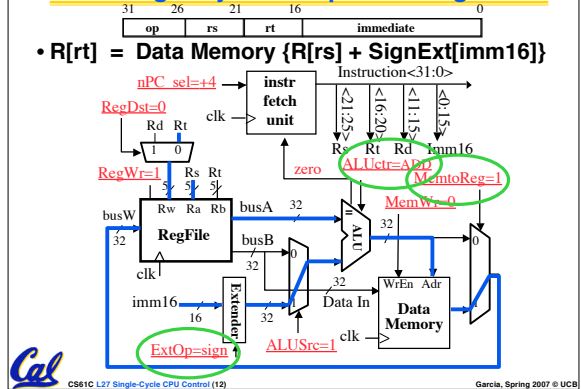 31 26 21 16 0
op rs rt immediate
• R[rt] = Data Memory {R[rs] + SignExt[imm16]}
Instruction<31:0>
nPC_sel=+4
instr
fetch
unit
clk
<21:25>
<16:20>
<11:15>
<0:15>
RegDst=0
Rd Rt
1 0
Rs Rt Rd Imm16
zero
ALUctr=ADD
MemtoReg=1
RegWr=1
Rs Rt
5 5 5
MemWr=0
Rw Ra Rb
busW
32
RegFile
busA
32
busB
32
clk
=
ALU
32
0
0
32
Data In
WrEn Adr
Data
Memory
clk
imm16
16
Extender
32
1
1
ExtOp=sign
ALUSrc=1
Cal
CS61C L27 Single-Cycle CPU Control (12)
Garcia, Spring 2007 © UCB